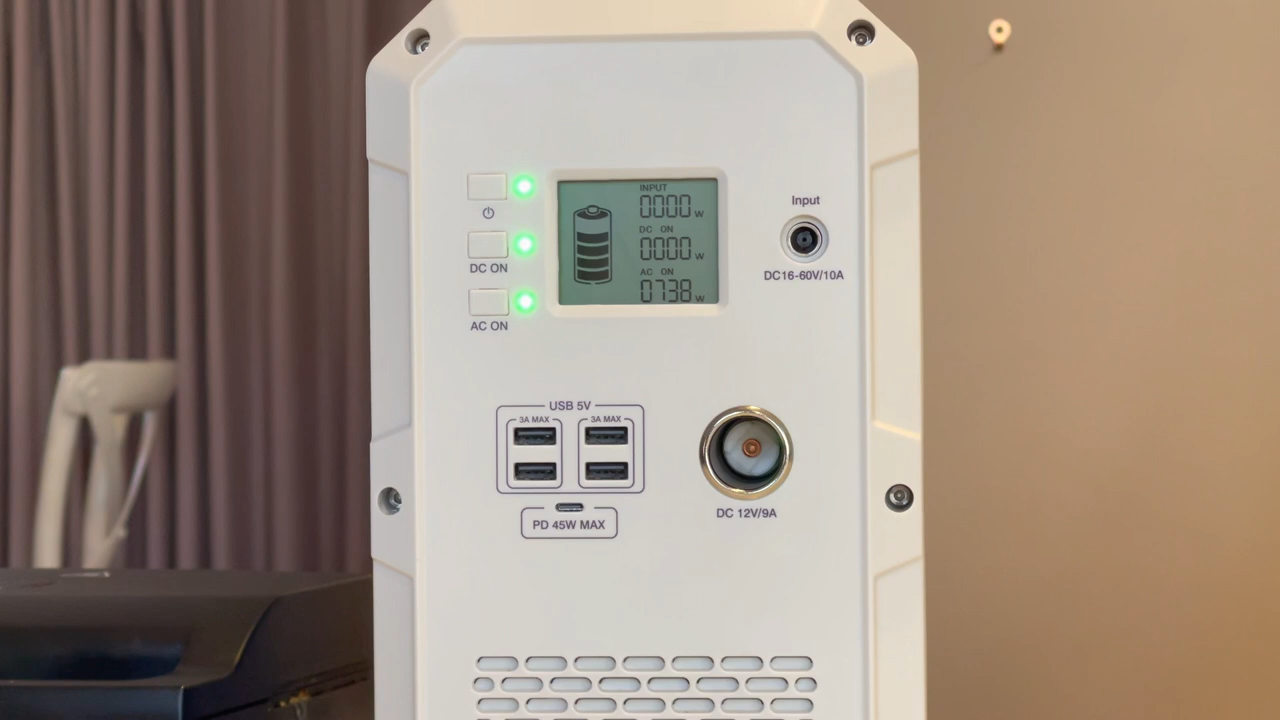 INPUT
0000 W
DC ON
0000 W
AC ON
0738 W
DC ON
AC ON
Input
DC16-60V/10A
USB 5V
3A MAX 3A MAX
PD 45W MAX
DC 12V/9A